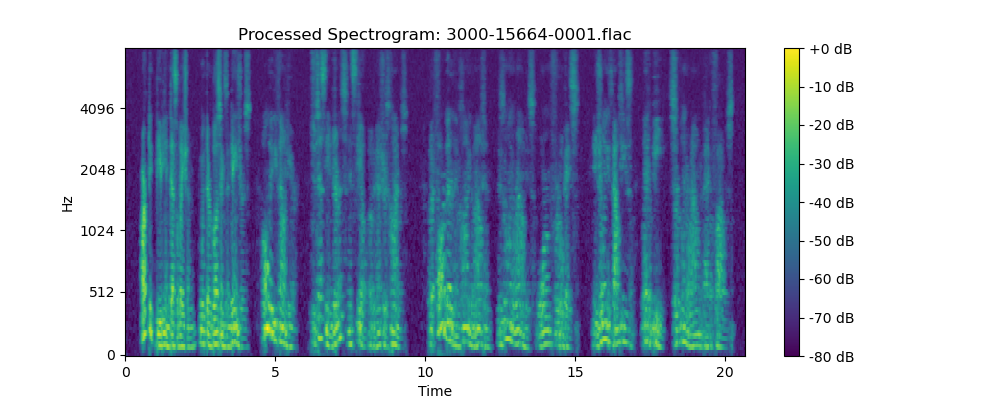 Processed Spectrogram: 3000-15664-0001.flac
Hz
4096
2048
1024
512
0
0
5
10
15
20
Time
+0 dB
-10 dB
-20 dB
-30 dB
-40 dB
-50 dB
-60 dB
-70 dB
-80 dB